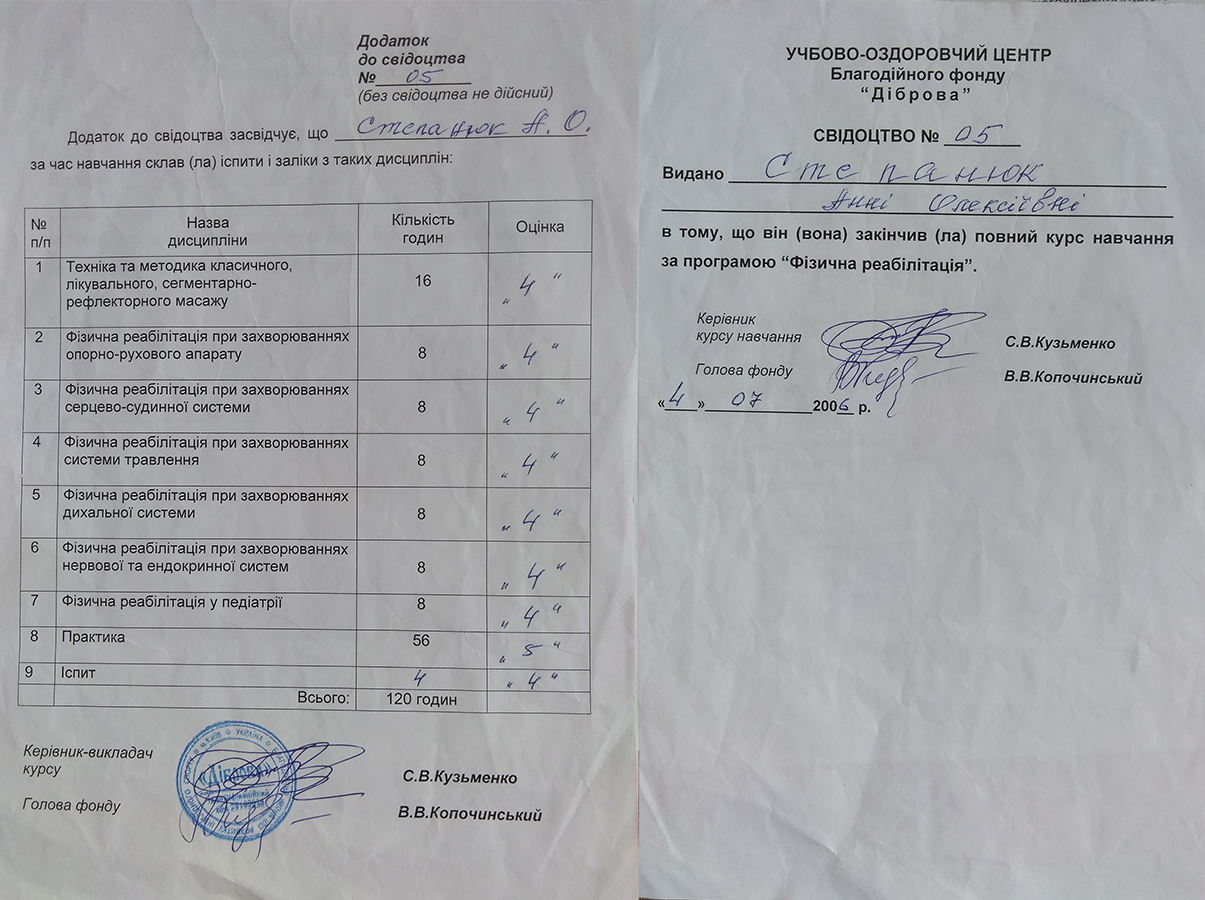 Додаток
до свідоцтва
№ 05
(без свідоцтва не дійсний)
Додаток до свідоцтва засвідчує, що Степанюк А. О.
за час навчання склав (ла) іспити і заліки з таких дисциплін:
№ п/п Назва дисципліни Кількість годин Оцінка
1 Техніка та методика класичного, 16 „ 4 “
лікувального, сегментарно-
рефлекторного масажу
2 Фізична реабілітація при захворюваннях 8 „ 4 “
опорно-рухового апарату
3 Фізична реабілітація при захворюваннях 8 „ 4 “
серцево-судинної системи
4 Фізична реабілітація при захворюваннях 8 „ 4 “
системи травлення
5 Фізична реабілітація при захворюваннях 8 „ 4 “
дихальної системи
6 Фізична реабілітація при захворюваннях 8 „ 4 “
нервової та ендокринної систем
7 Фізична реабілітація у педіатрії 8 „ 4 “
8 Практика 56 „ 5 “
9 Іспит 4 „ 4 “
Всього: 120 годин
Керівник-викладач
курсу С.В.Кузьменко
Голова фонду В.В.Копочинський
м.КИЇВ УКРАЇНА
«Діброва»
УЧБОВО-ОЗДОРОВЧИЙ ЦЕНТР
Благодійного фонду
“Діброва”
СВІДОЦТВО № 05
Видано Степанюк
Анні Олексіївні
в тому, що він (вона) закінчив (ла) повний курс навчання
за програмою “Фізична реабілітація”.
Керівник
курсу навчання С.В.Кузьменко
Голова фонду В.В.Копочинський
«4» 07 2006 р.